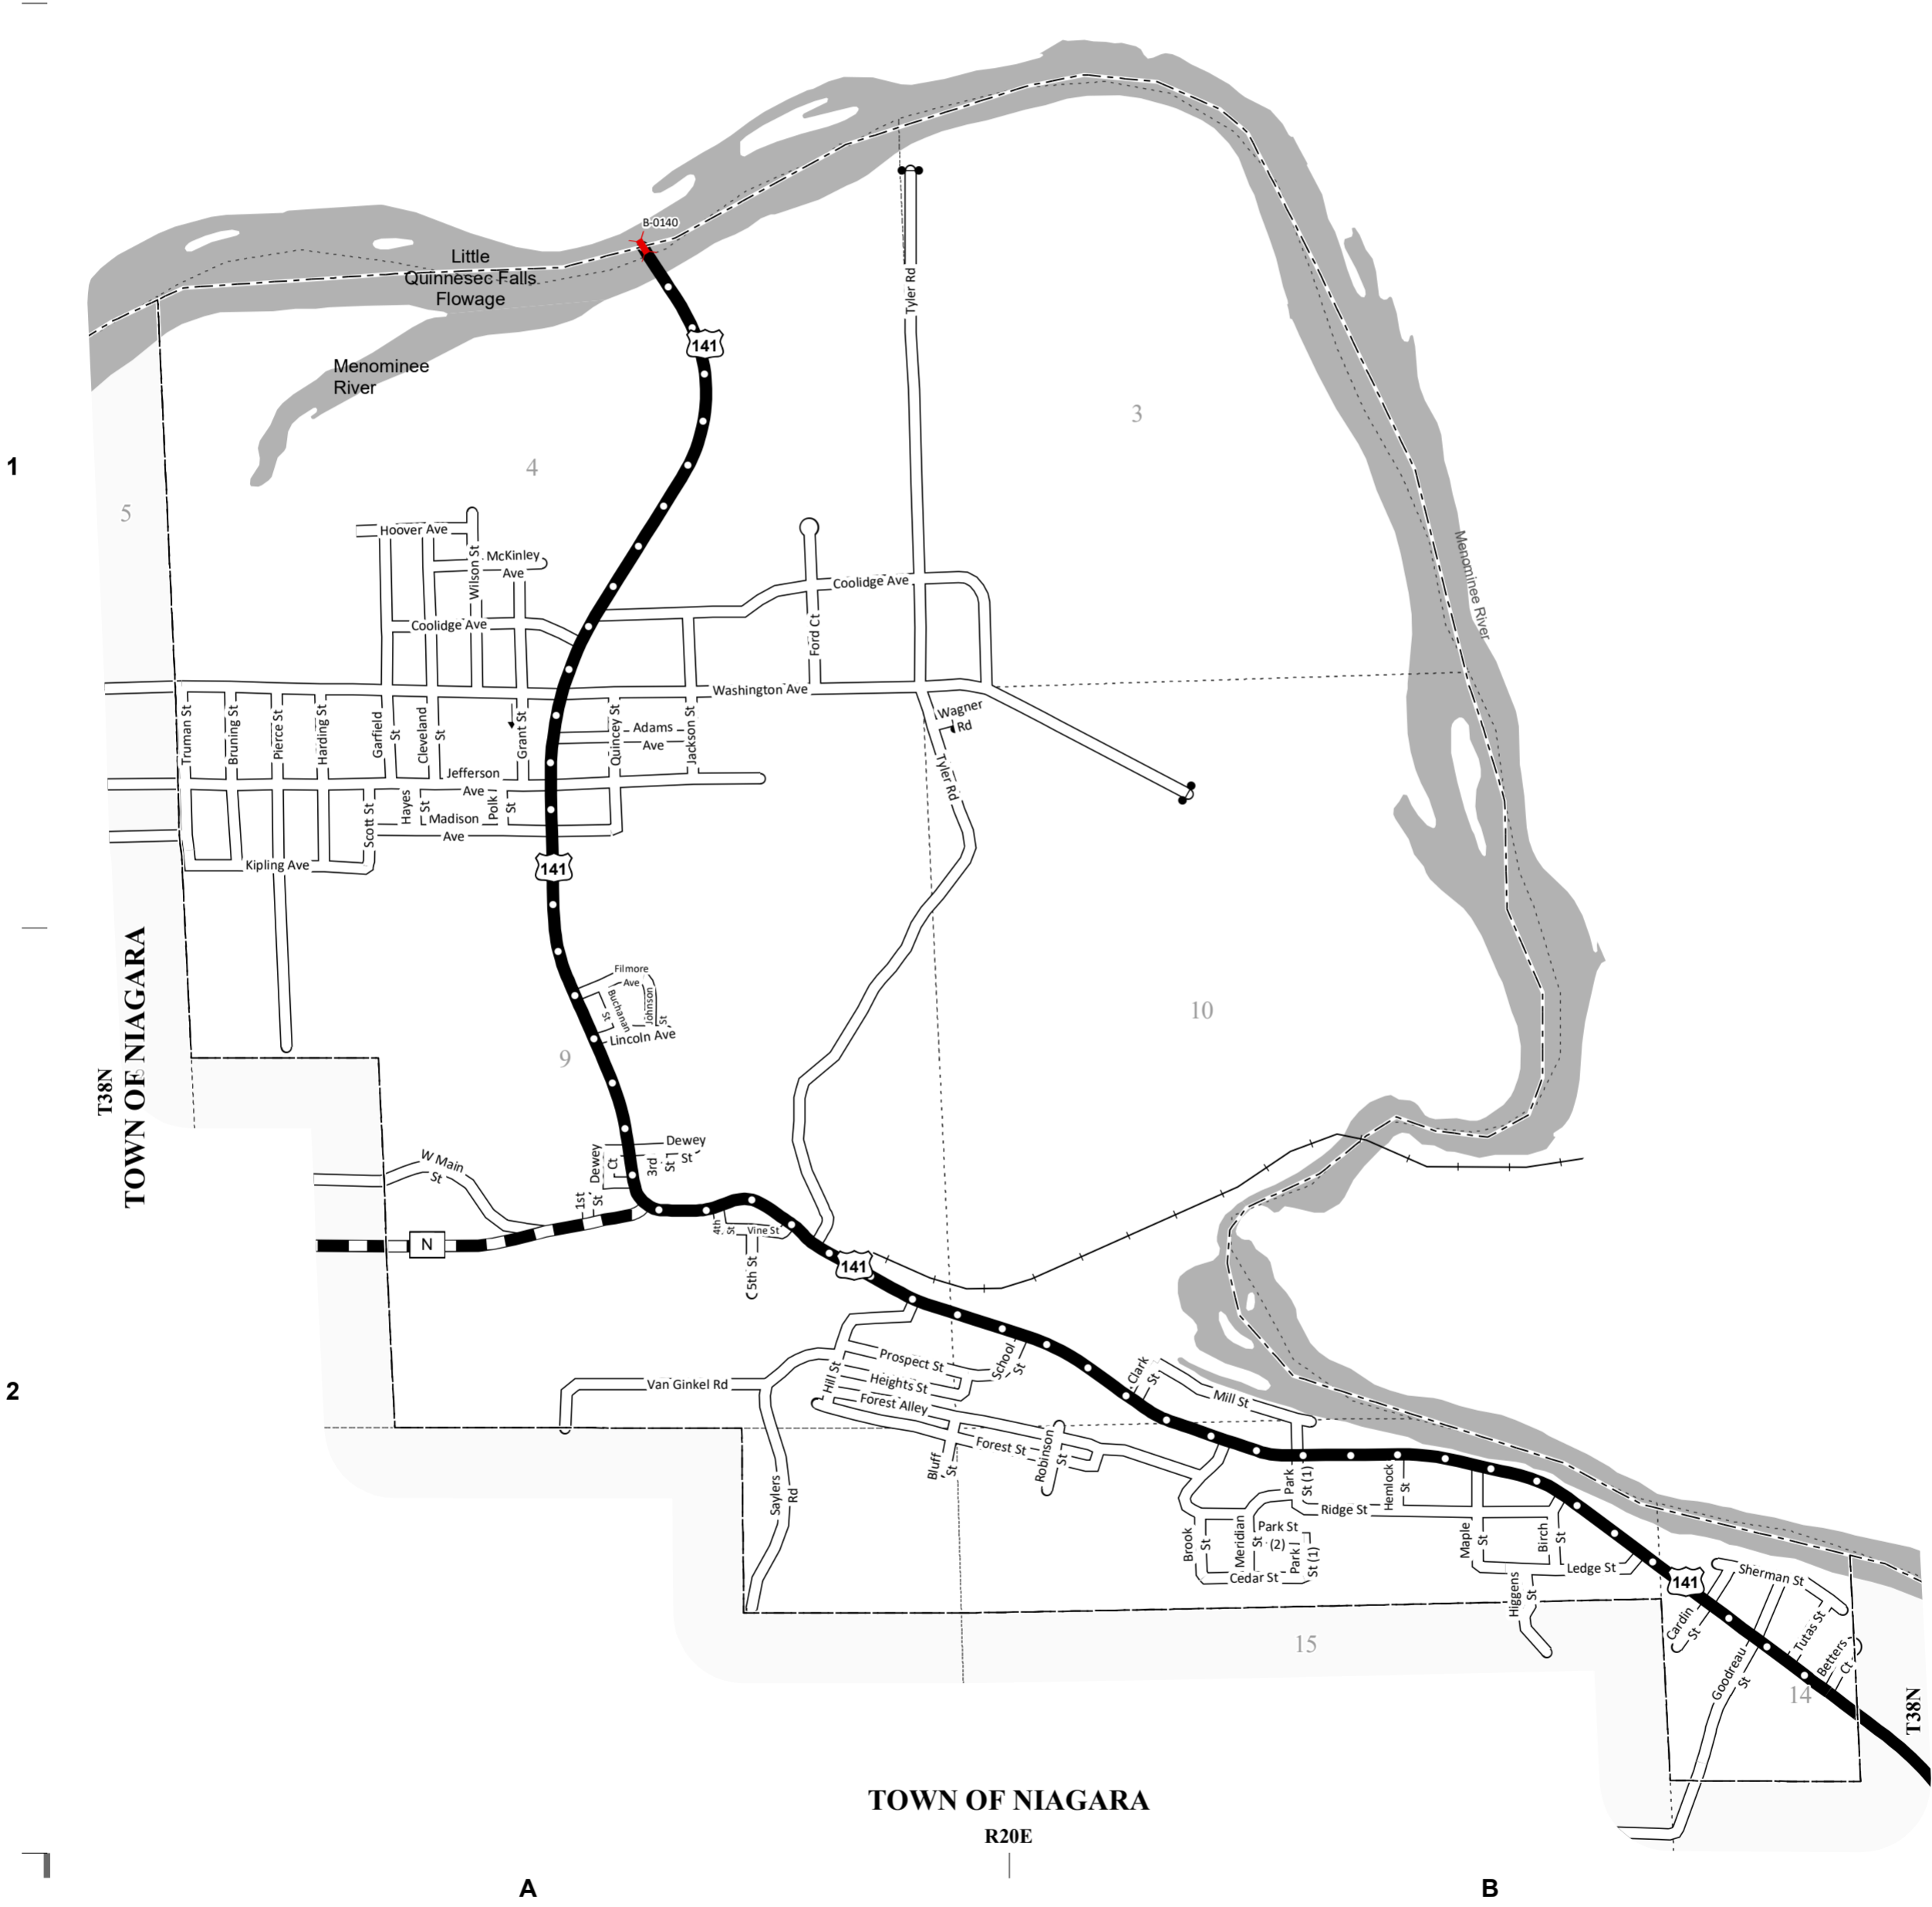 B-0140
Little
Quinnesec Falls
Flowage
141
Menominee
River
Tyler Rd
3
1
4
5
Hoover Ave
McKinley
Ave
Wilson St
Menominee River
Coolidge Ave
Coolidge Ave
Ford Ct
Washington Ave
Truman St
Bruning St
Pierce St
Harding St
Garfield
St
Cleveland
St
Grant St
Quincey St
Adams
Ave
Jackson St
Wagner
Rd
Tyler Rd
Jefferson
Ave
Scott St
Hayes
St
Polk
St
Madison
Ave
Kipling Ave
141
TOWN OF NIAGARA
T38N
Filmore
Ave
Buchanan
St
Johnson
St
Lincoln Ave
10
9
Dewey
St
Dewey
Ct
3rd
St
W Main
St
1st
St
4th
St
Vine St
5th St
N
141
2
Prospect St
School
St
Heights St
Hill St
Van Ginkel Rd
Forest Alley
Clark
St
Mill St
Forest St
Bluff
St
Robinson
St
Saylers
Rd
Park
St (1)
Hemlock
St
Ridge St
Brook
St
Meridian
St
Park St
(2)
Park
St (1)
Cedar St
Maple
St
Birch
St
Ledge St
Higgens
St
141
Sherman St
Cardin
St
Tutas St
Betters
Ct
Goodreau
St
14
15
T38N
TOWN OF NIAGARA
R20E
A
B